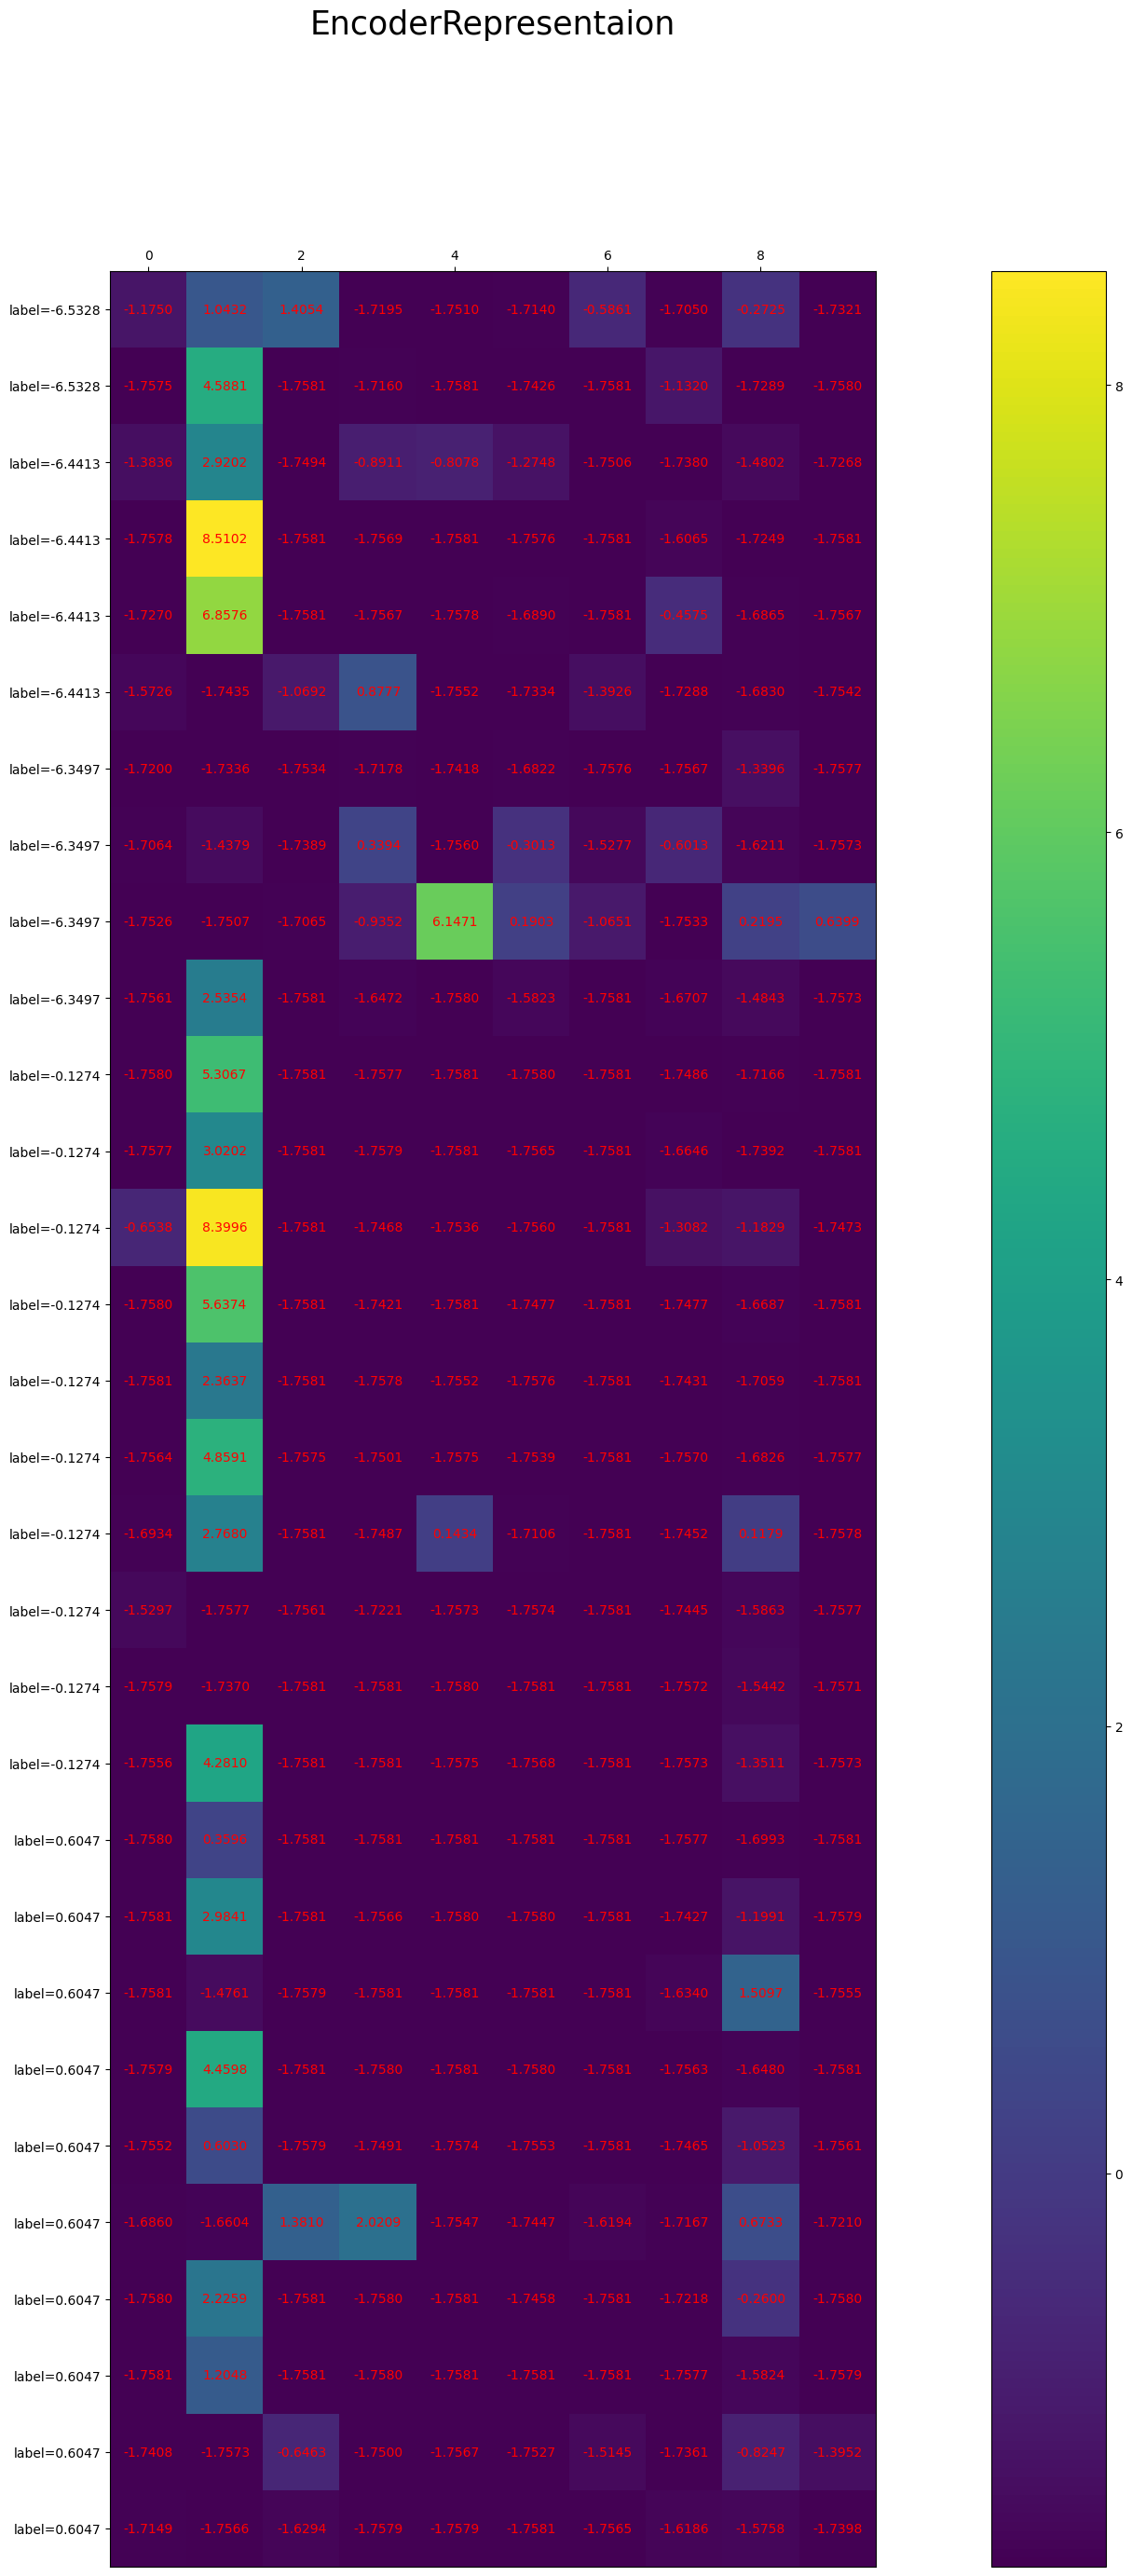 EncoderRepresentaion
0 2 4 6 8
label=-6.5328 -1.1750 1.0432 1.4054 -1.7195 -1.7510 -1.7140 -0.5861 -1.7050 -0.2725 -1.7321
label=-6.5328 -1.7575 4.5881 -1.7581 -1.7160 -1.7581 -1.7426 -1.7581 -1.1320 -1.7289 -1.7580
8
label=-6.4413 -1.3836 2.9202 -1.7494 -0.8911 -0.8078 -1.2748 -1.7506 -1.7380 -1.4802 -1.7268
label=-6.4413 -1.7578 8.5102 -1.7581 -1.7569 -1.7581 -1.7576 -1.7581 -1.6065 -1.7249 -1.7581
label=-6.4413 -1.7270 6.8576 -1.7581 -1.7567 -1.7578 -1.6890 -1.7581 -0.4575 -1.6865 -1.7567
label=-6.4413 -1.5726 -1.7435 -1.0692 0.8777 -1.7552 -1.7334 -1.3926 -1.7288 -1.6830 -1.7542
label=-6.3497 -1.7200 -1.7336 -1.7534 -1.7178 -1.7418 -1.6822 -1.7576 -1.7567 -1.3396 -1.7577
6
label=-6.3497 -1.7064 -1.4379 -1.7389 -1.7560 -0.3013 -1.5277 -0.6013 -1.6211 -1.7573
label=-6.3497 -1.7526 -1.7507 -1.7065 -0.9352 6.1471 -1.0651 -1.7533
label=-6.3497 -1.7561 2.5354 -1.7581 -1.6472 -1.7580 -1.5823 -1.7581 -1.6707 -1.4843 -1.7573
label=-0.1274 -1.7580 5.3067 -1.7581 -1.7577 -1.7581 -1.7580 -1.7581 -1.7486 -1.7166 -1.7581
label=-0.1274 -1.7577 3.0202 -1.7581 -1.7579 -1.7581 -1.7565 -1.7581 -1.6646 -1.7392 -1.7581
label=-0.1274 -0.6538 8.3996 -1.7581 -1.7468 -1.7536 -1.7560 -1.7581 -1.3082 -1.1829 -1.7473
4
label=-0.1274 -1.7580 5.6374 -1.7581 -1.7421 -1.7581 -1.7477 -1.7581 -1.7477 -1.6687 -1.7581
label=-0.1274 -1.7581 2.3637 -1.7581 -1.7578 -1.7552 -1.7576 -1.7581 -1.7431 -1.7059 -1.7581
label=-0.1274 -1.7564 4.8591 -1.7575 -1.7501 -1.7575 -1.7539 -1.7581 -1.7570 -1.6826 -1.7577
label=-0.1274 -1.6934 2.7680 -1.7581 -1.7487 0.1434 -1.7106 -1.7581 -1.7452 0.1179 -1.7578
label=-0.1274 -1.5297 -1.7577 -1.7561 -1.7221 -1.7573 -1.7574 -1.7581 -1.7445 -1.5863 -1.7577
label=-0.1274 -1.7579 -1.7370 -1.7581 -1.7581 -1.7580 -1.7581 -1.7581 -1.7572 -1.5442 -1.7571
2
label=-0.1274 -1.7556 4.2810 -1.7581 -1.7581 -1.7575 -1.7568 -1.7581 -1.7573 -1.3511 -1.7573
label=0.6047 -1.7580 -1.7581 -1.7581 -1.7581 -1.7581 -1.7581 -1.7577 -1.6993 -1.7581
label=0.6047 -1.7581 2.9841 -1.7581 -1.7566 -1.7580 -1.7580 -1.7581 -1.7427 -1.1991 -1.7579
label=0.6047 -1.7581 -1.4761 -1.7579 -1.7581 -1.7581 -1.7581 -1.7581 -1.6340 1.5097 -1.7555
label=0.6047 -1.7579 4.4598 -1.7581 -1.7580 -1.7581 -1.7580 -1.7581 -1.7563 -1.6480 -1.7581
label=0.6047 -1.7552 -1.7579 -1.7491 -1.7574 -1.7553 -1.7581 -1.7465 -1.0523 -1.7561
0
label=0.6047 -1.6860 -1.6604 1.3810 2.0209 -1.7547 -1.7447 -1.6194 -1.7167 -1.7210
label=0.6047 -1.7580 2.2259 -1.7581 -1.7580 -1.7581 -1.7458 -1.7581 -1.7218 -0.2600 -1.7580
label=0.6047 -1.7581 1.2048 -1.7581 -1.7580 -1.7581 -1.7581 -1.7581 -1.7577 -1.5824 -1.7579
label=0.6047 -1.7408 -1.7573 -0.6463 -1.7500 -1.7567 -1.7527 -1.5145 -1.7361 -0.8247 -1.3952
label=0.6047 -1.7149 -1.7566 -1.6294 -1.7579 -1.7579 -1.7581 -1.7565 -1.6186 -1.5758 -1.7398